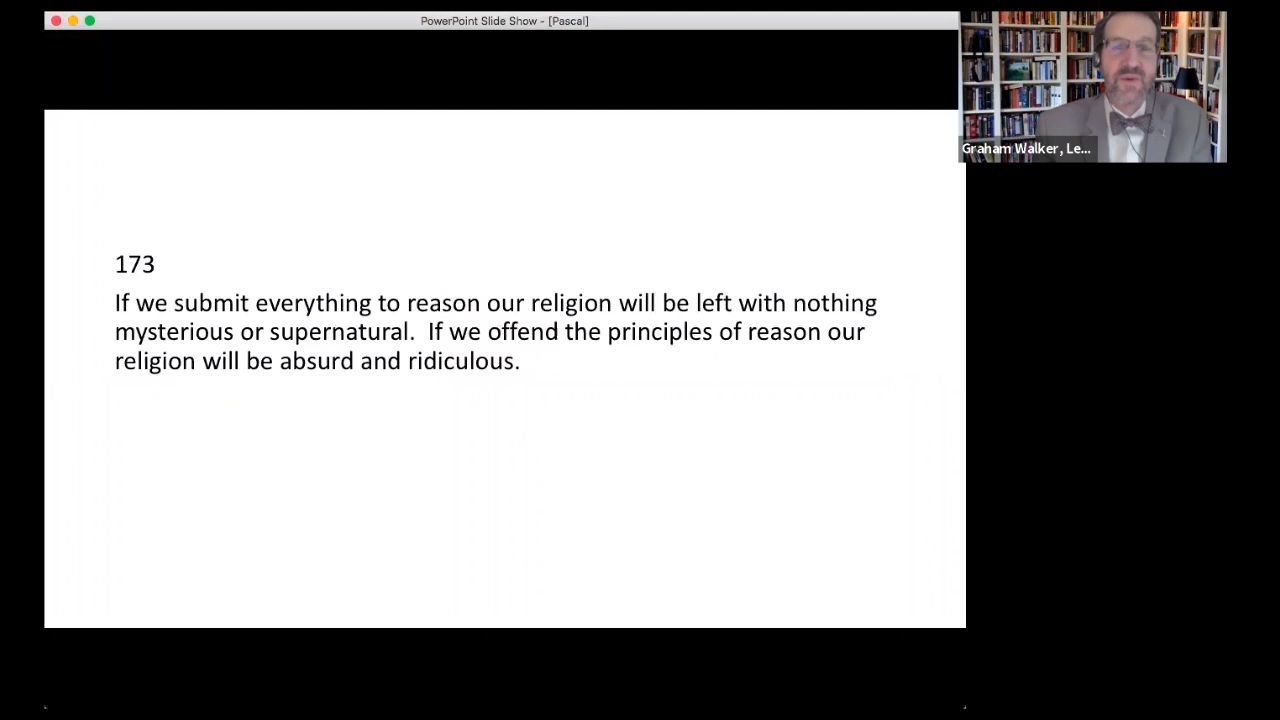 PowerPoint Slide Show - [Pascal]
Graham Walker, Le...
173
If we submit everything to reason our religion will be left with nothing
mysterious or supernatural.  If we offend the principles of reason our
religion will be absurd and ridiculous.